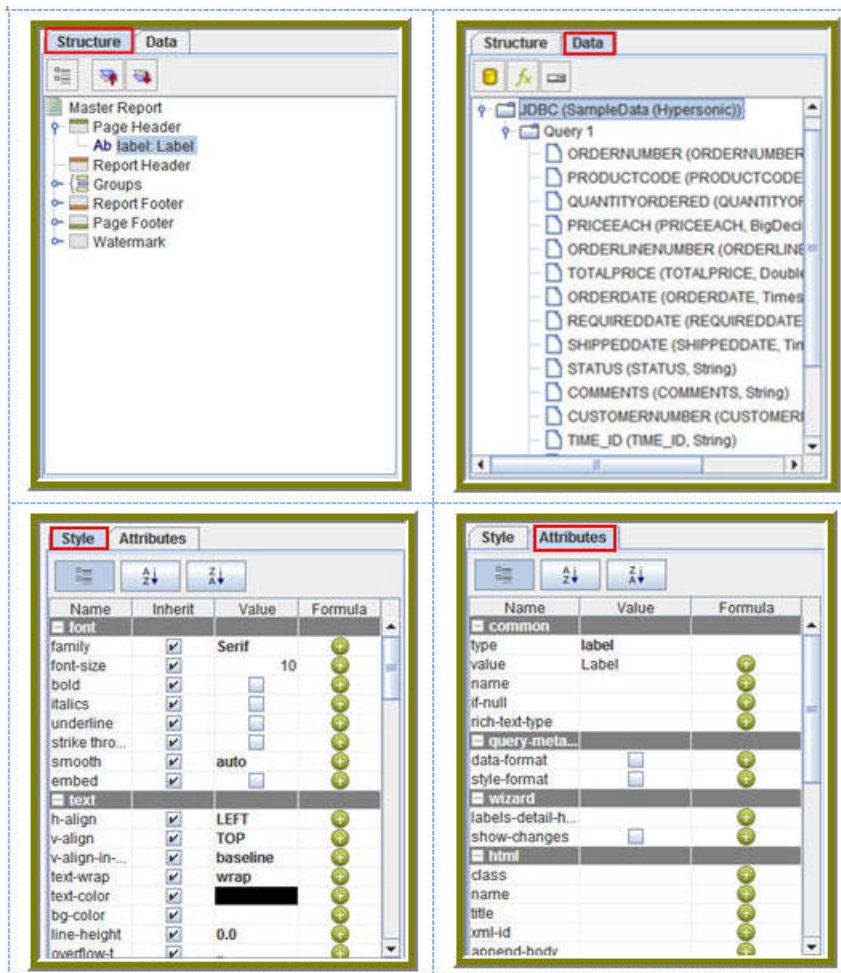 Structure Data
Master Report
Page Header
Ab label: Label
Report Header
Groups
Report Footer
Page Footer
Watermark
Structure Data
fx
JDBC (SampleData (Hypersonic))
Query 1
ORDERNUMBER (ORDERNUMBER
PRODUCTCODE (PRODUCTCODE
QUANTITYORDERED (QUANTITYOF
PRICEEACH (PRICEEACH, BigDeci
ORDERLINENUMBER (ORDERLINE
TOTALPRICE (TOTALPRICE, Double
ORDERDATE (ORDERDATE, Times
REQUIREDDATE (REQUIREDDATE
SHIPPEDDATE (SHIPPEDDATE, Tim
STATUS (STATUS, String)
COMMENTS (COMMENTS, String)
CUSTOMERNUMBER (CUSTOMER
TIME_ID (TIME_ID, String)
Style Attributes
A Z Z A
Name Inherit Value Formula
font
family Serif
font-size 10
bold
italics
underline
strike thro...
smooth auto
embed
text
h-align LEFT
v-align TOP
v-align-in-... baseline
text-wrap wrap
text-color
bg-color
line-height 0.0
overflow-t
Style Attributes
A Z Z A
Name Value Formula
common
type label
value Label
name
if-null
rich-text-type
query-meta...
data-format
style-format
wizard
labels-detail-h...
show-changes
html
class
name
title
xml-id
append-body